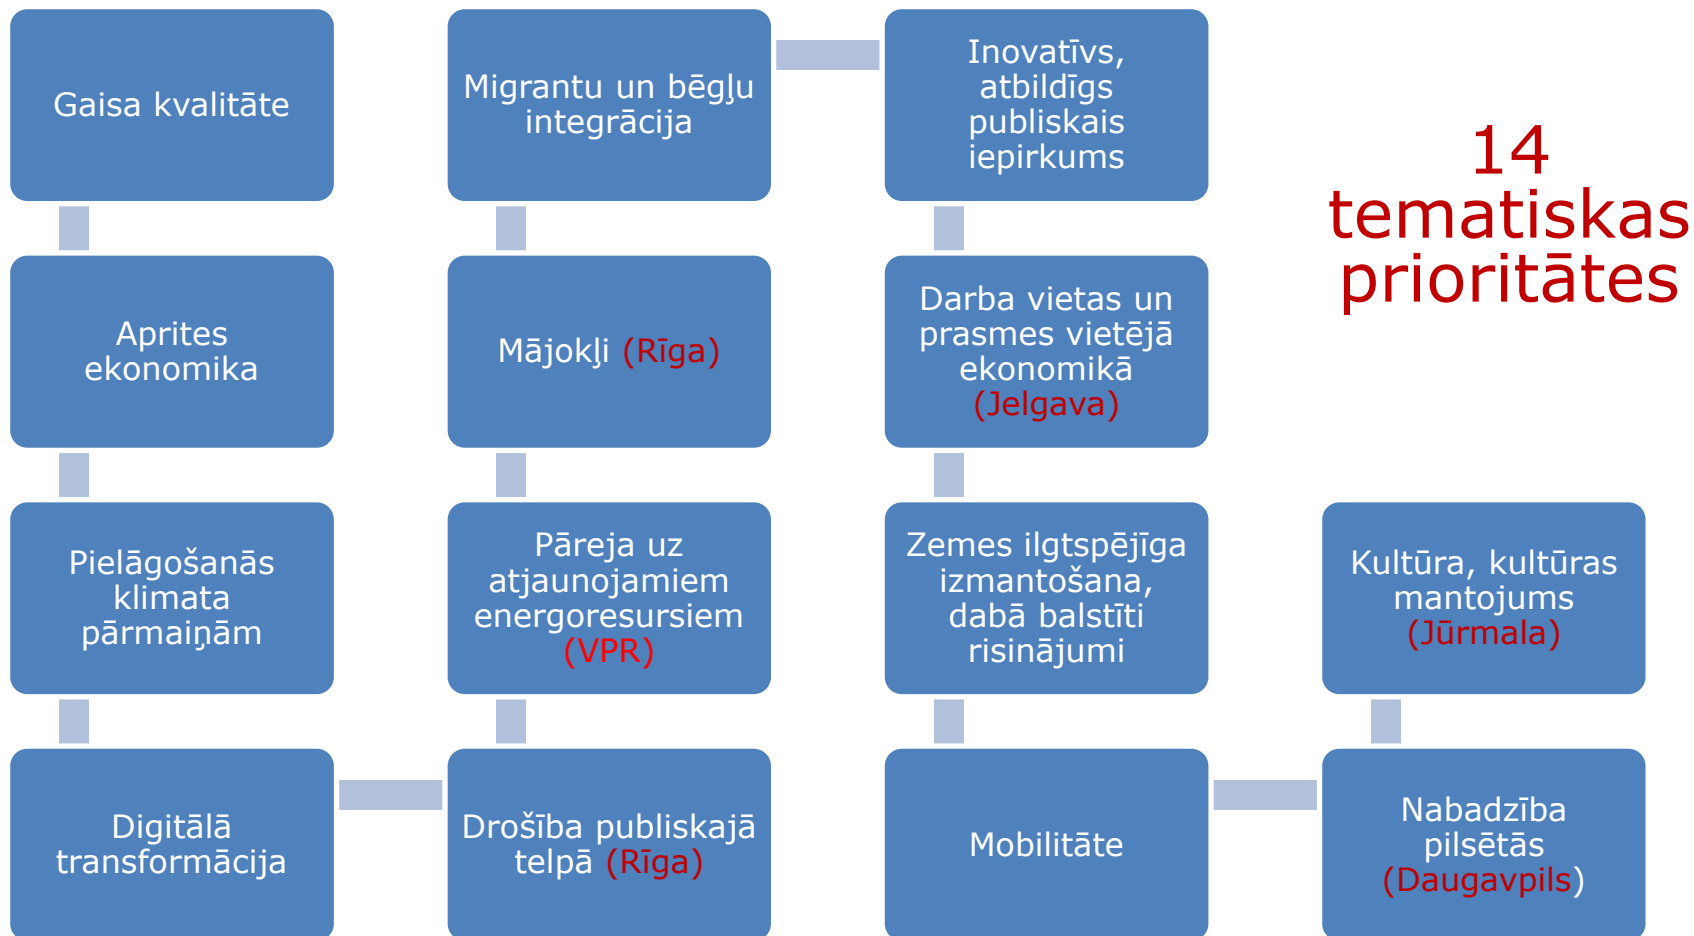 Gaisa kvalitāte
Aprites
ekonomika
Pielāgošanās
klimata
pārmaiņām
Digitālā
transformācija
Drošība publiskajā
telpā (Rīga)
Pāreja uz
atjaunojamiem
energoresursiem
(VPR)
Mājokļi (Rīga)
Migrantu un bēgļu
integrācija
Inovatīvs,
atbildīgs
publiskais
iepirkums
Darba vietas un
prasmes vietējā
ekonomikā
(Jelgava)
Zemes ilgtspējīga
izmantošana,
dabā balstīti
risinājumi
Mobilitāte
Nabadzība
pilsētās
(Daugavpils)
Kultūra, kultūras
mantojums
(Jūrmala)
14
tematiskas
prioritātes